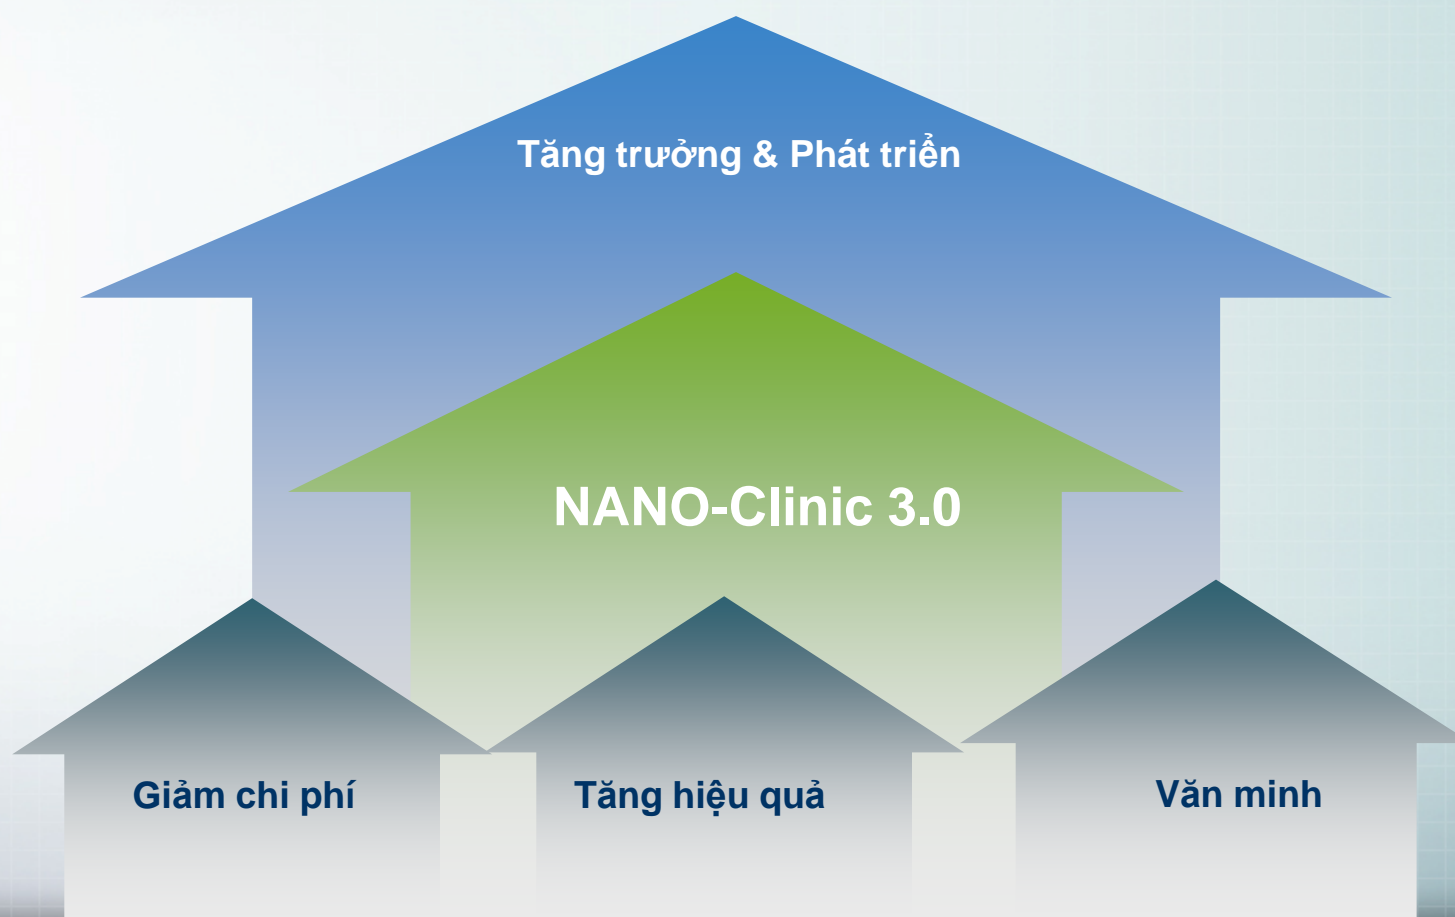 Tăng trưởng & Phát triển
NANO-Clinic 3.0
Giảm chi phí
Tăng hiệu quả
Văn minh